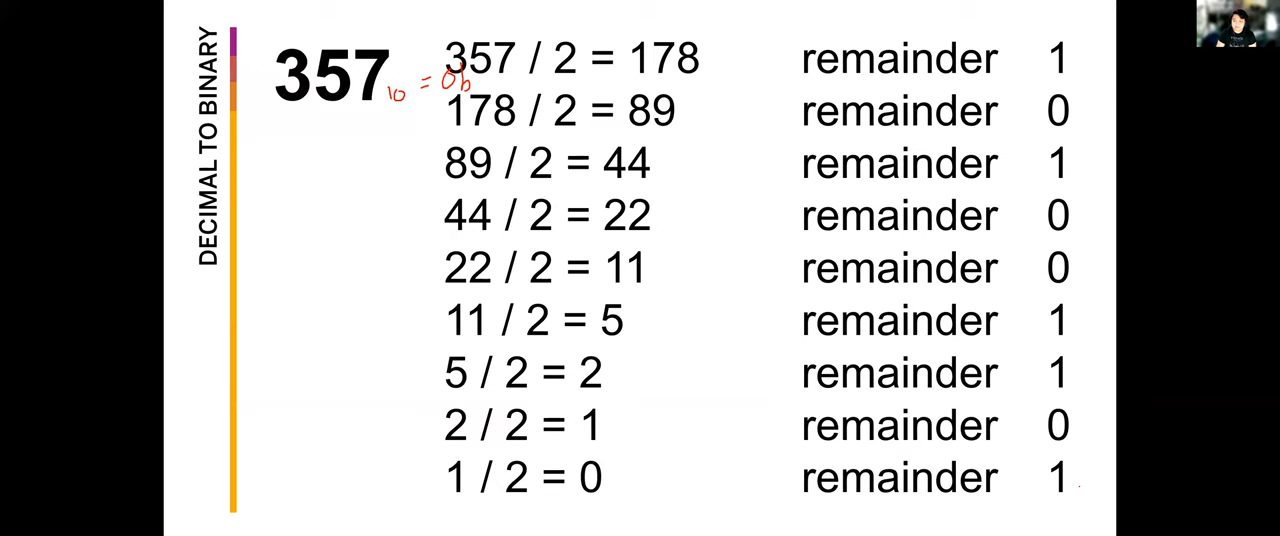 DECIMAL TO BINARY
357₁₀ = 0b
357 / 2 = 178 remainder 1
178 / 2 = 89 remainder 0
89 / 2 = 44 remainder 1
44 / 2 = 22 remainder 0
22 / 2 = 11 remainder 0
11 / 2 = 5 remainder 1
5 / 2 = 2 remainder 1
2 / 2 = 1 remainder 0
1 / 2 = 0 remainder 1